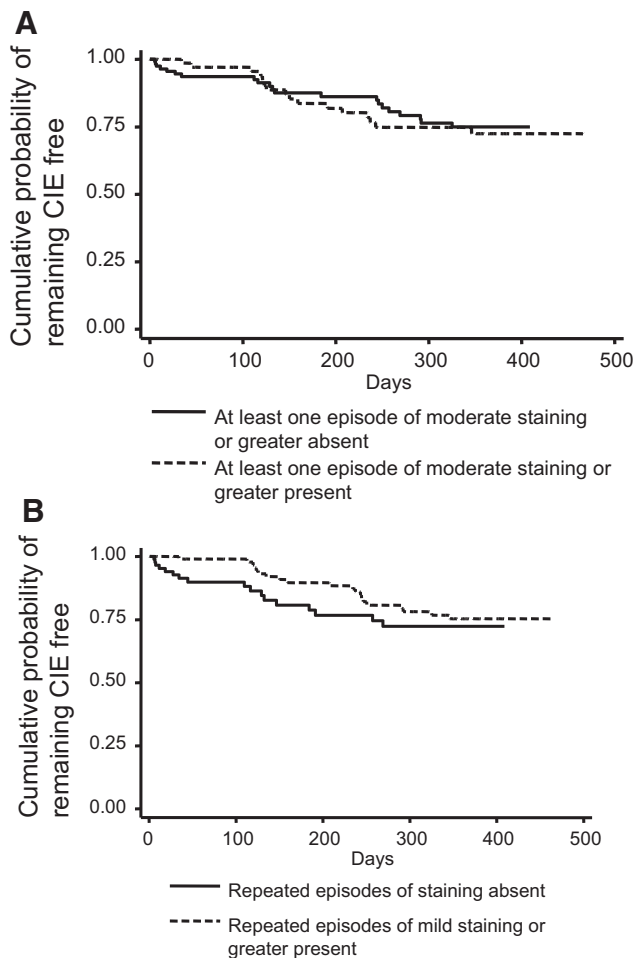 A
Cumulative probability of
remaining CIE free
1.00
0.75
0.50
0.25
0.00
0 100 200 300 400 500
Days
At least one episode of moderate staining
or greater absent
At least one episode of moderate staining or
greater present
B
Cumulative probability of
remaining CIE free
1.00
0.75
0.50
0.25
0.00
0 100 200 300 400 500
Days
Repeated episodes of staining absent
Repeated episodes of mild staining or
greater present